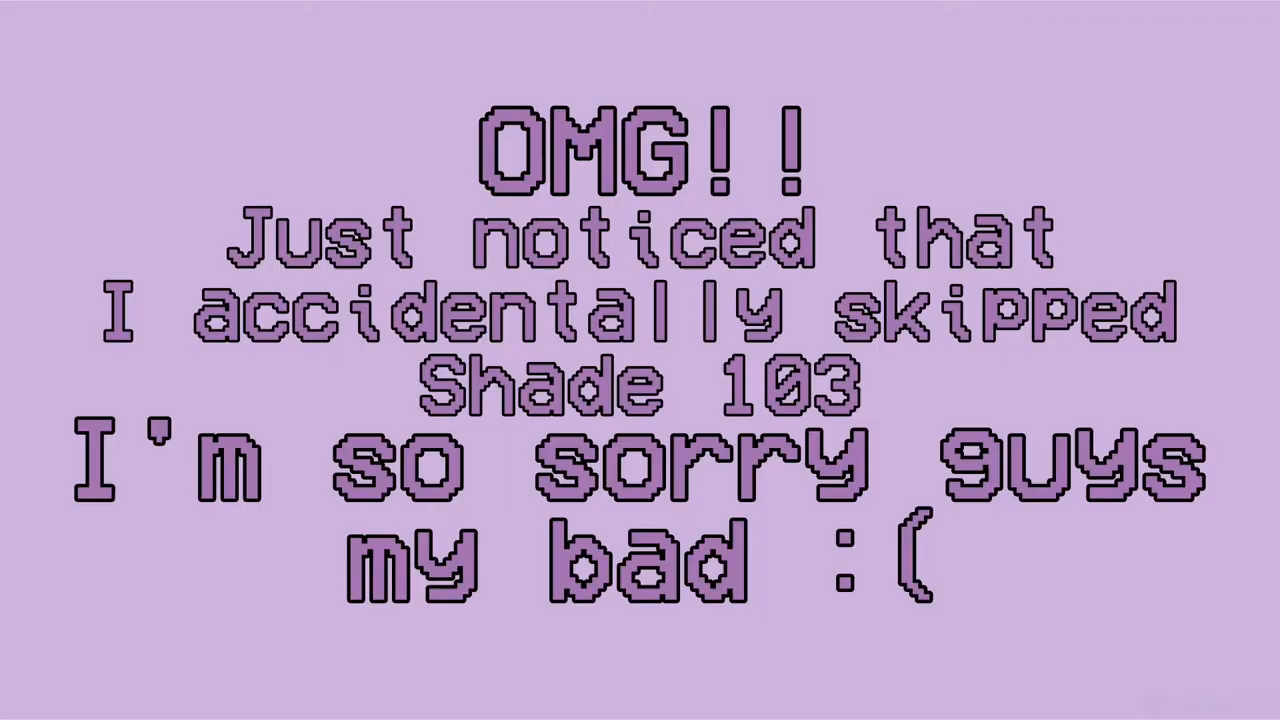 OMG!!
Just noticed that
I accidentally skipped
Shade 103
I'm so sorry guys
my bad :(